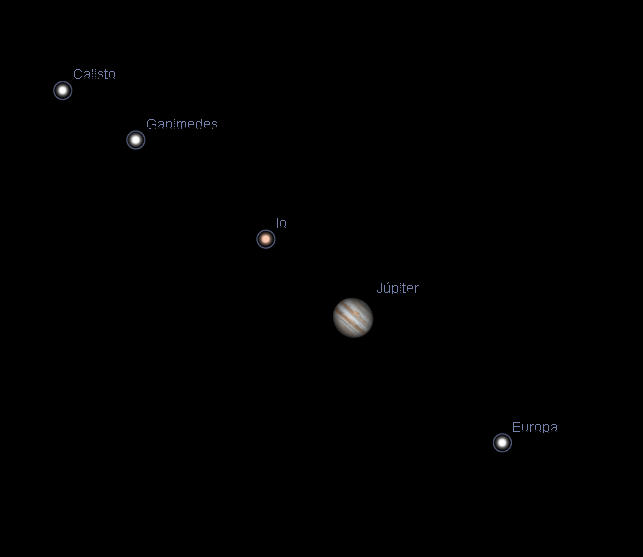 Calisto
Ganimedes
Io
Júpiter
Europa